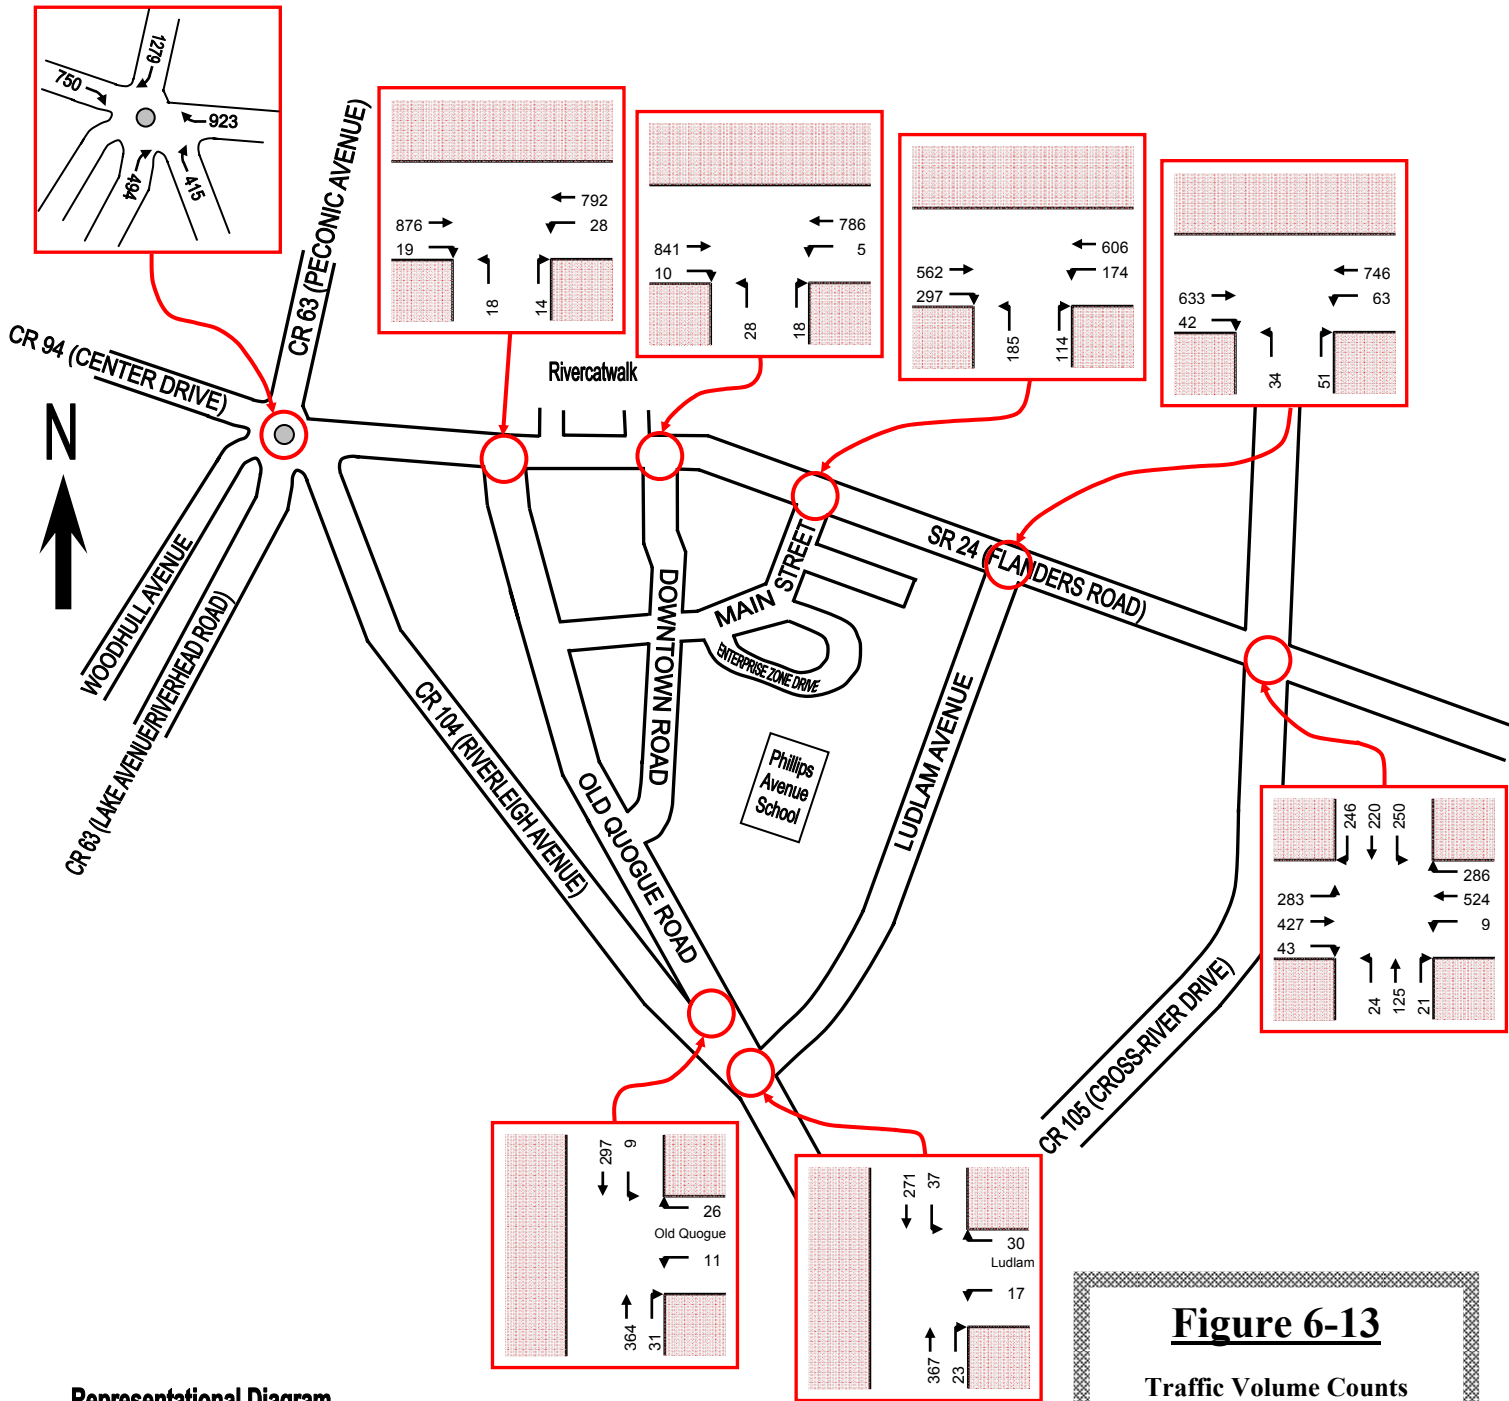 1279
750
923
494
415
CR 63 (PECONIC AVENUE)
876
19
792
28
18
14
841
10
786
5
28
18
562
297
606
174
185
114
633
42
746
63
34
51
CR 94 (CENTER DRIVE)
N
Rivercatwalk
SR 24 (FLANDERS ROAD)
WOODHULL AVENUE
CR 63 (LAKE AVENUE/RIVERHEAD ROAD)
CR 104 (RIVERLEIGH AVENUE)
OLD QUOGUE ROAD
DOWNTOWN ROAD
MAIN STREET
ENTERPRISE ZONE DRIVE
Phillips
Avenue
School
LUDLAM AVENUE
CR 105 (CROSS-RIVER DRIVE)
246
220
250
286
283
524
427
9
43
24
125
21
297
9
26
Old Quogue
11
364
31
271
37
30
Ludlam
17
367
23
Figure 6-13
Traffic Volume Counts
Representational Diagram